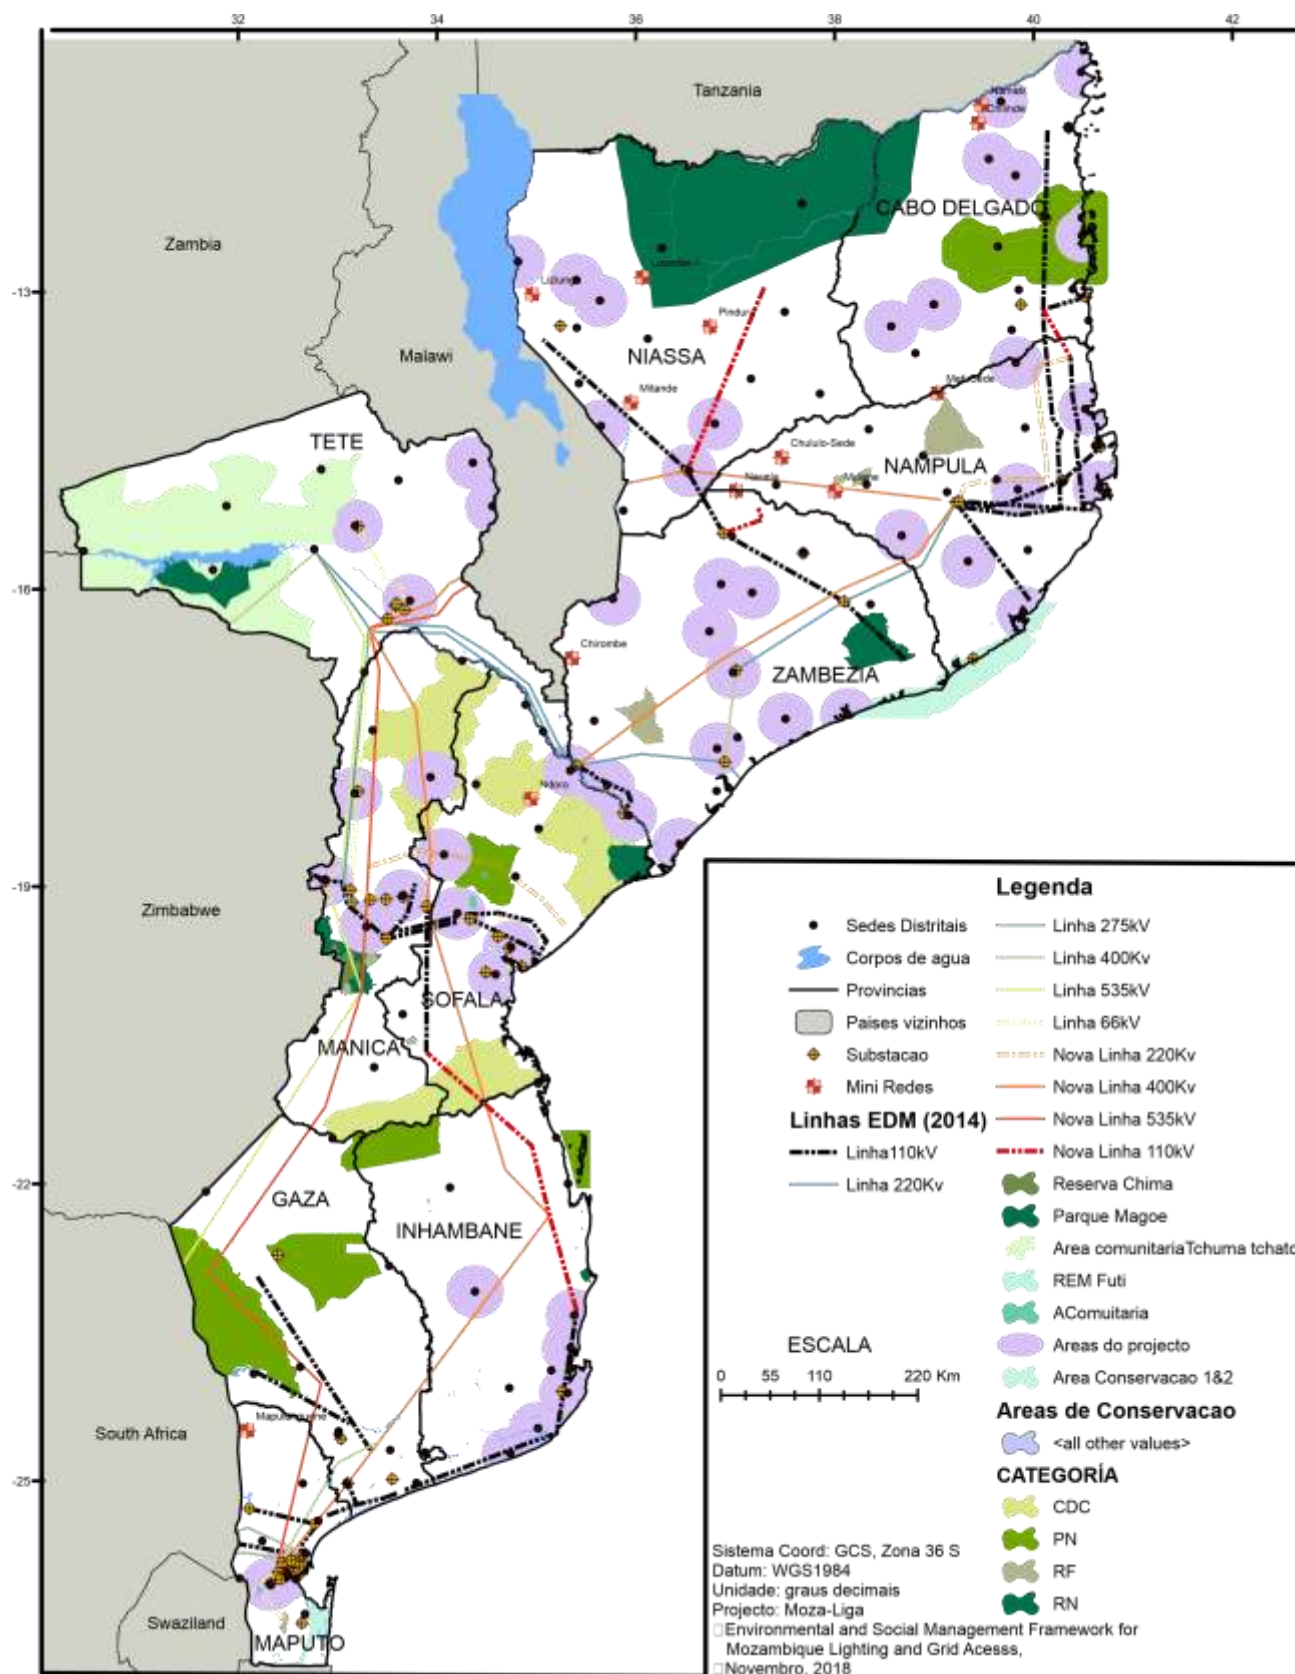 32
34
36
38
40
42
-13
-16
-19
-22
-25
Tanzania
Zambia
Malawi
Zimbabwe
South Africa
Swaziland
CABO DELGADO
NIASSA
Pindura
Mitande
TETE
Chululo-Sede
NAMPULA
Chirombe
ZAMBEZIA
Ndoro
SOFALA
MANICA
GAZA
INHAMBANE
MAPUTO
Legenda
Sedes Distritais
Corpos de agua
Provincias
Paises vizinhos
Substacao
Mini Redes
Linhas EDM (2014)
Linha110kV
Linha 220Kv
Linha 275kV
Linha 400Kv
Linha 535kV
Linha 66kV
Nova Linha 220Kv
Nova Linha 400Kv
Nova Linha 535kV
Nova Linha 110kV
Reserva Chima
Parque Magoe
Area comunitariaTchuma tchato
REM Futi
AComuitaria
Areas do projecto
Area Conservacao 1&2
Areas de Conservacao
<all other values>
CATEGORÍA
CDC
PN
RF
RN
ESCALA
0 55 110 220 Km
Sistema Coord: GCS, Zona 36 S
Datum: WGS1984
Unidade: graus decimais
Projecto: Moza-Liga
Environmental and Social Management Framework for
Mozambique Lighting and Grid Acesss,
Novembro, 2018